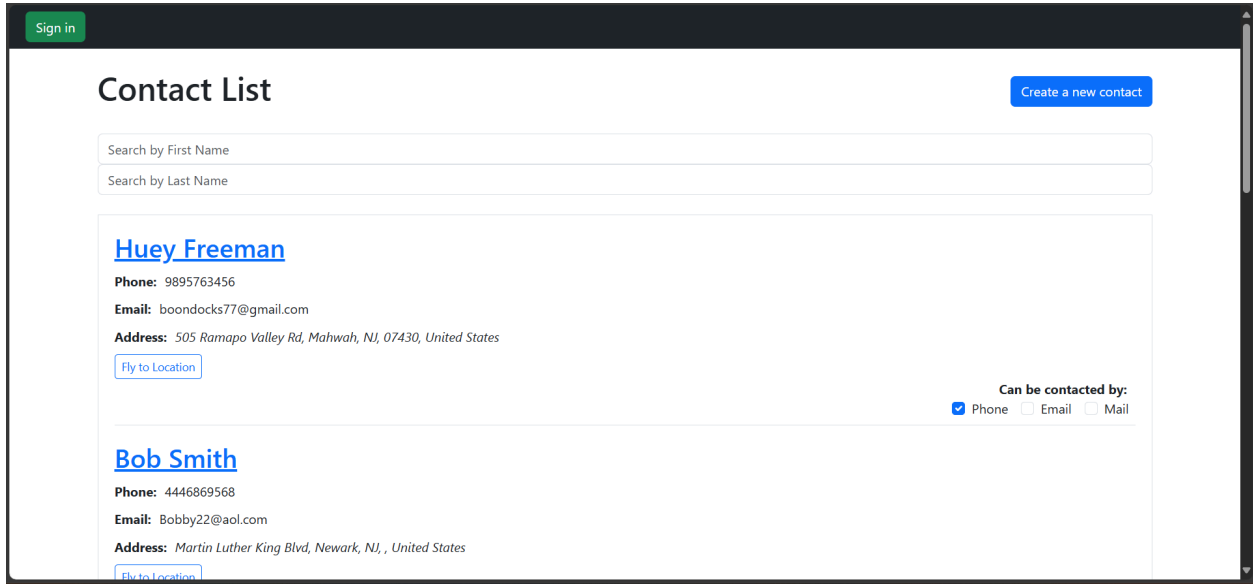 Sign in
Contact List
Create a new contact
Search by First Name
Search by Last Name
Huey Freeman
Phone: 9895763456
Email: boondocks77@gmail.com
Address: 505 Ramapo Valley Rd, Mahwah, NJ, 07430, United States
Fly to Location
Can be contacted by:
Phone Email Mail
Bob Smith
Phone: 4446869568
Email: Bobby22@aol.com
Address: Martin Luther King Blvd, Newark, NJ, , United States
Fly to Location